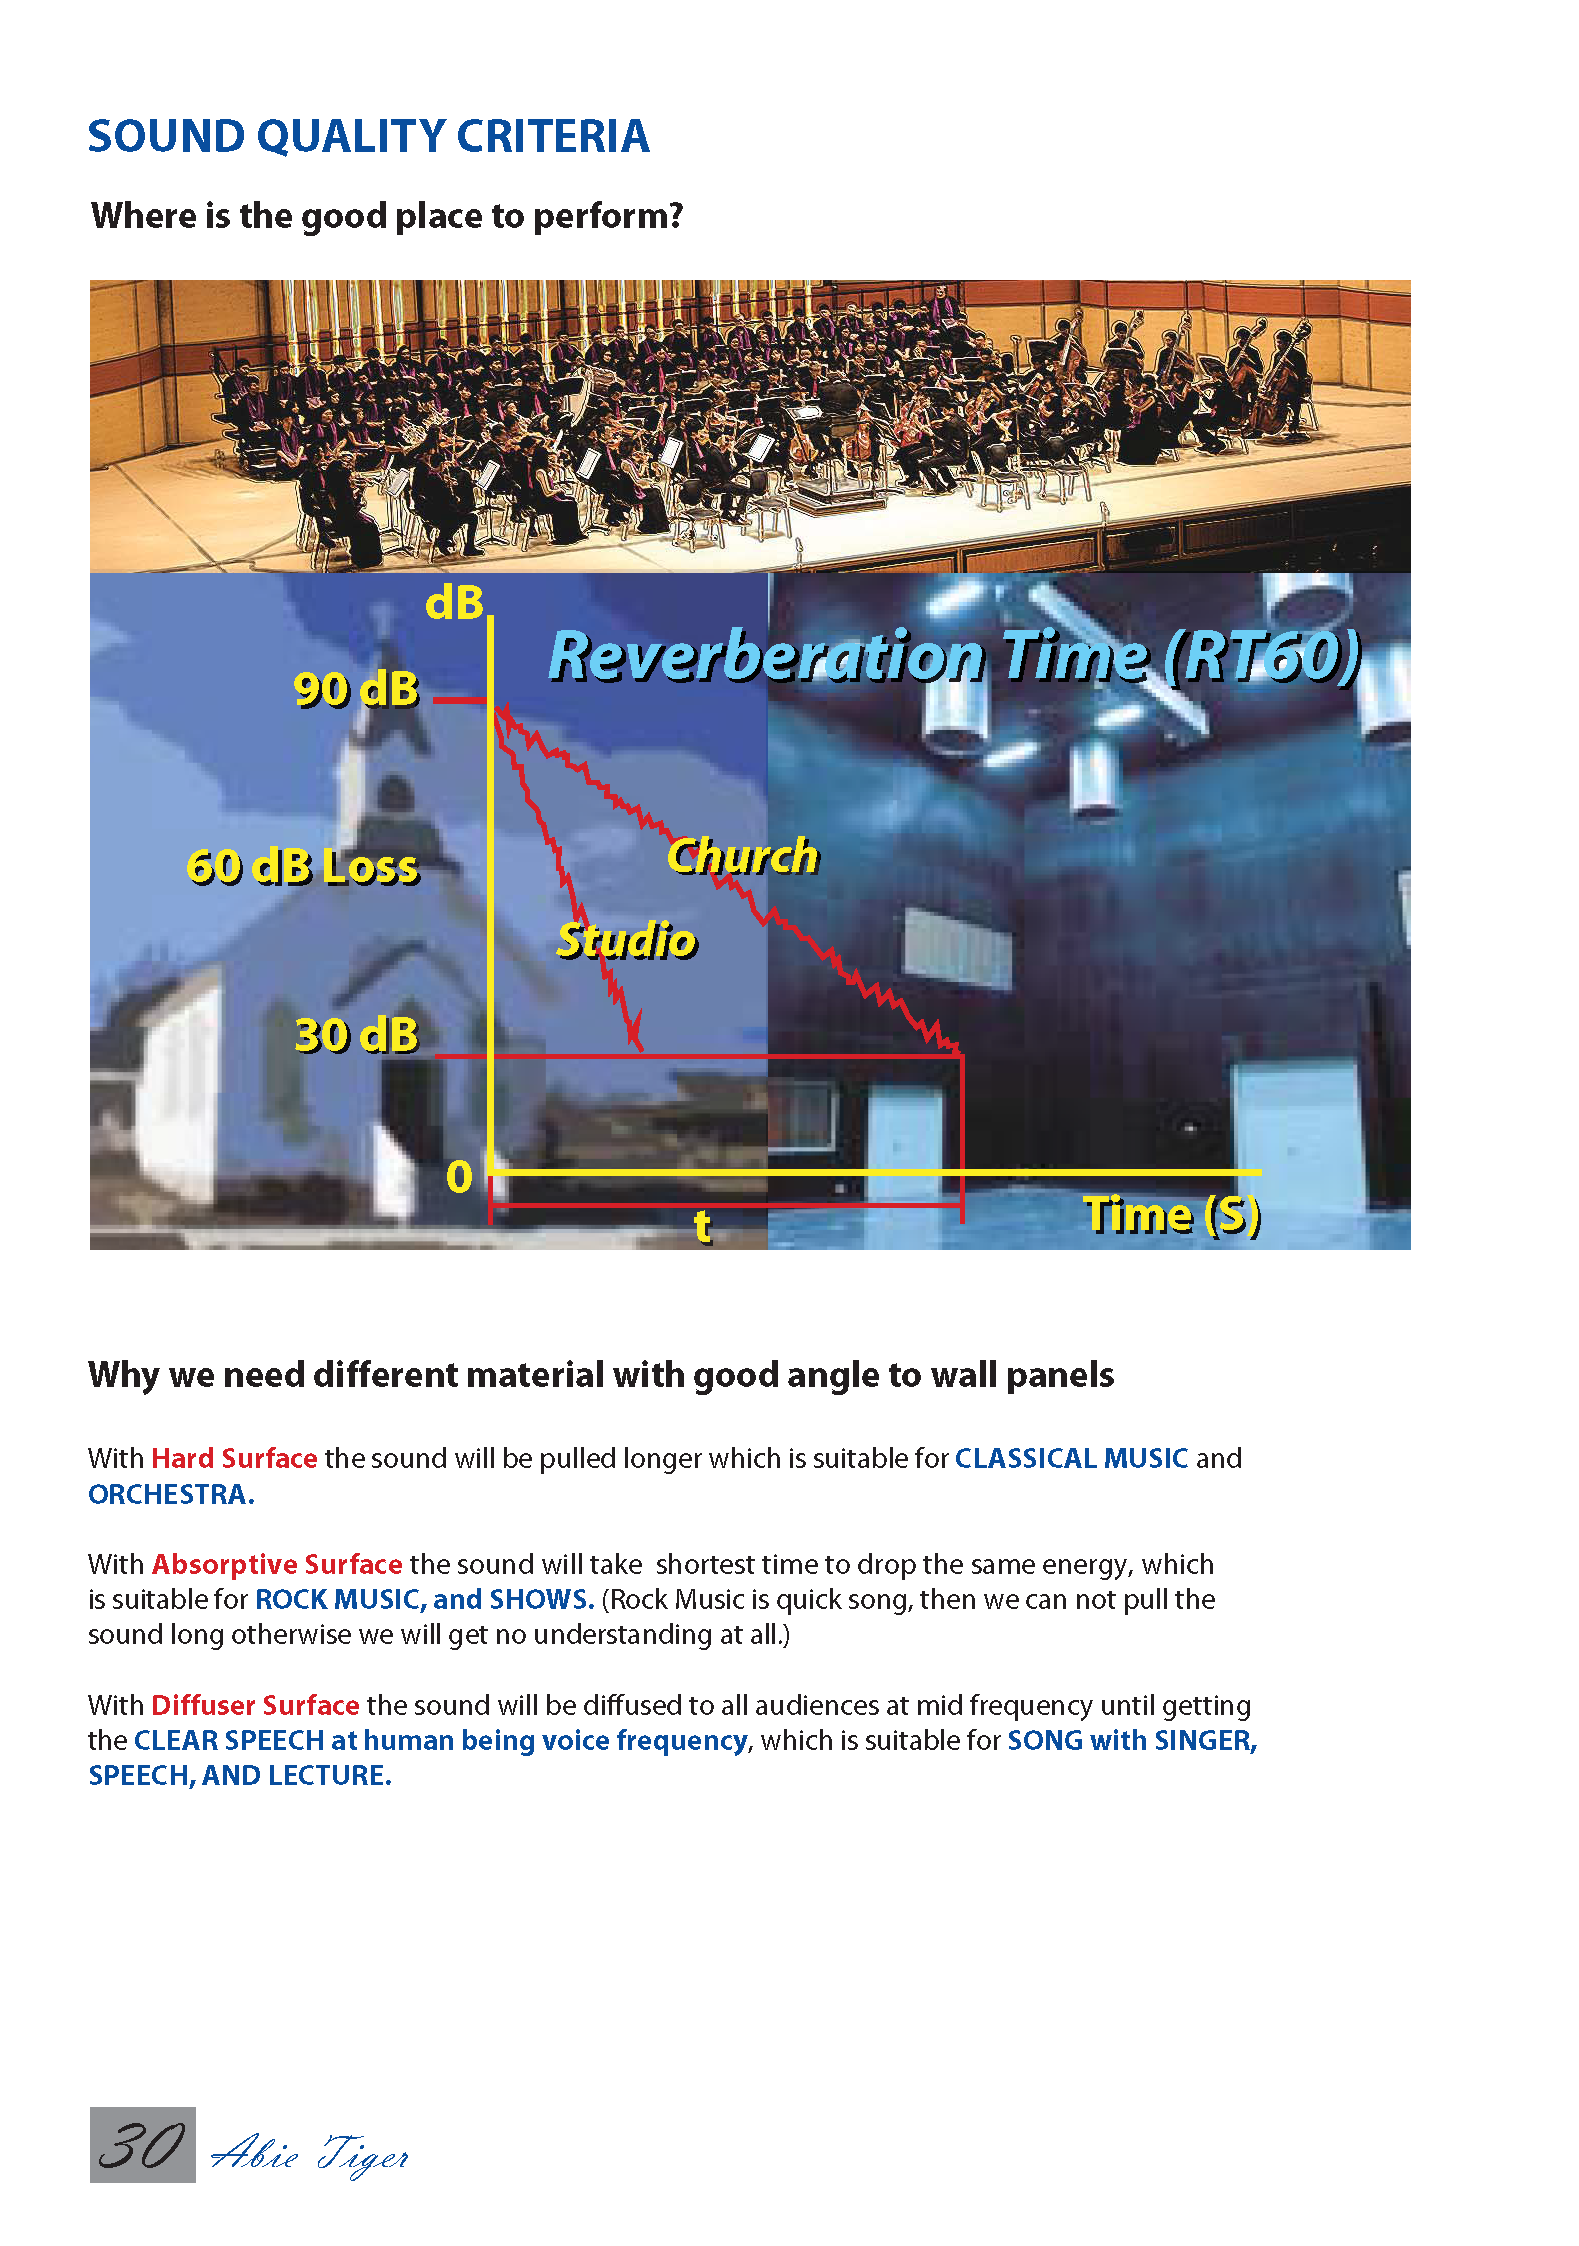 SOUND QUALITY CRITERIA
Where is the good place to perform?
dB
Reverberation Time (RT60)
90 dB
Church
60 dB Loss
Studio
30 dB
0
t
Time (S)
Why we need different material with good angle to wall panels
With Hard Surface the sound will be pulled longer which is suitable for CLASSICAL MUSIC and
ORCHESTRA.
With Absorptive Surface the sound will take  shortest time to drop the same energy, which
is suitable for ROCK MUSIC, and SHOWS. (Rock Music is quick song, then we can not pull the
sound long otherwise we will get no understanding at all.)
With Diffuser Surface the sound will be diffused to all audiences at mid frequency until getting
the CLEAR SPEECH at human being voice frequency, which is suitable for SONG with SINGER,
SPEECH, AND LECTURE.
30 Abie Tiger